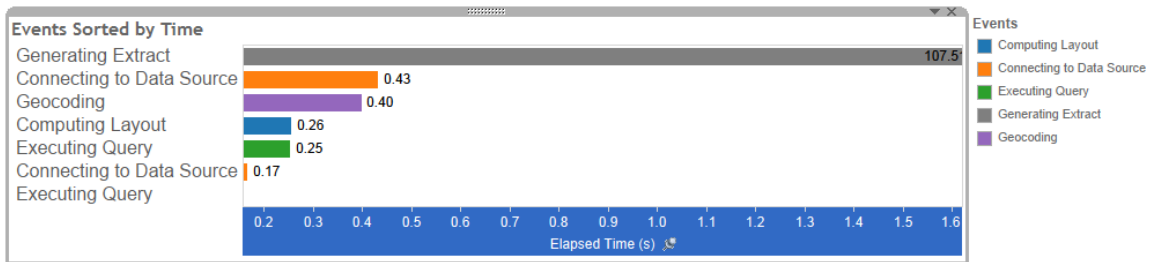 Events Sorted by Time
Generating Extract 107.5
Connecting to Data Source 0.43
Geocoding 0.40
Computing Layout 0.26
Executing Query 0.25
Connecting to Data Source 0.17
Executing Query
0.2 0.3 0.4 0.5 0.6 0.7 0.8 0.9 1.0 1.1 1.2 1.3 1.4 1.5 1.6
Elapsed Time (s)
Events
Computing Layout
Connecting to Data Source
Executing Query
Generating Extract
Geocoding